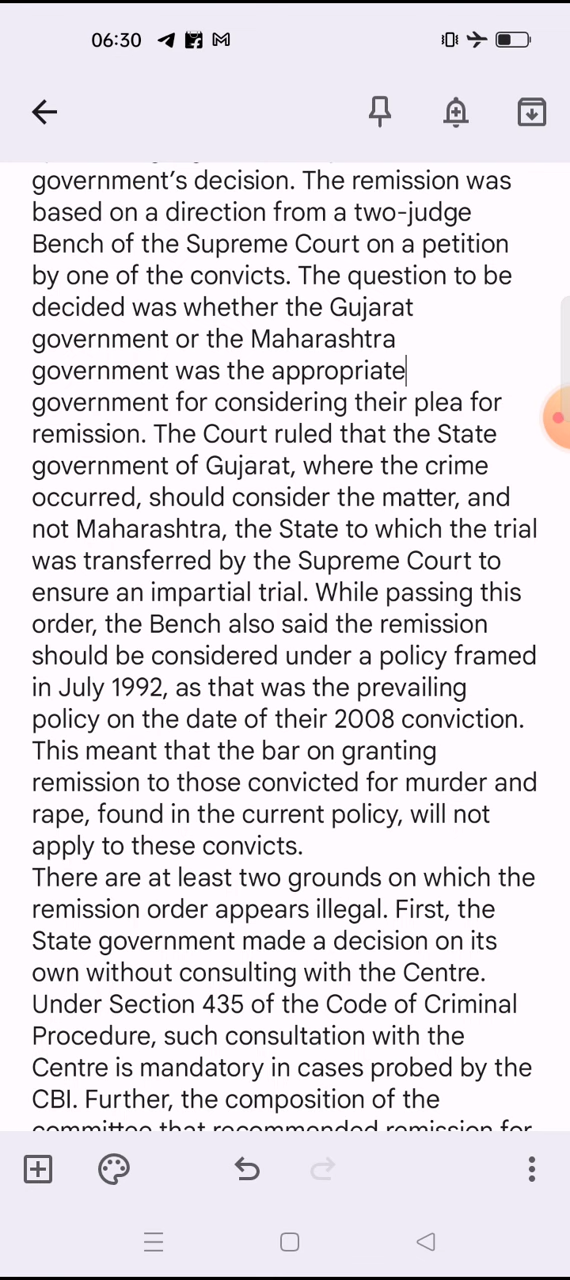 06:30
government's decision. The remission was
based on a direction from a two-judge
Bench of the Supreme Court on a petition
by one of the convicts. The question to be
decided was whether the Gujarat
government or the Maharashtra
government was the appropriate
government for considering their plea for
remission. The Court ruled that the State
government of Gujarat, where the crime
occurred, should consider the matter, and
not Maharashtra, the State to which the trial
was transferred by the Supreme Court to
ensure an impartial trial. While passing this
order, the Bench also said the remission
should be considered under a policy framed
in July 1992, as that was the prevailing
policy on the date of their 2008 conviction.
This meant that the bar on granting
remission to those convicted for murder and
rape, found in the current policy, will not
apply to these convicts.
There are at least two grounds on which the
remission order appears illegal. First, the
State government made a decision on its
own without consulting with the Centre.
Under Section 435 of the Code of Criminal
Procedure, such consultation with the
Centre is mandatory in cases probed by the
CBI. Further, the composition of the
committee that recommended remission for